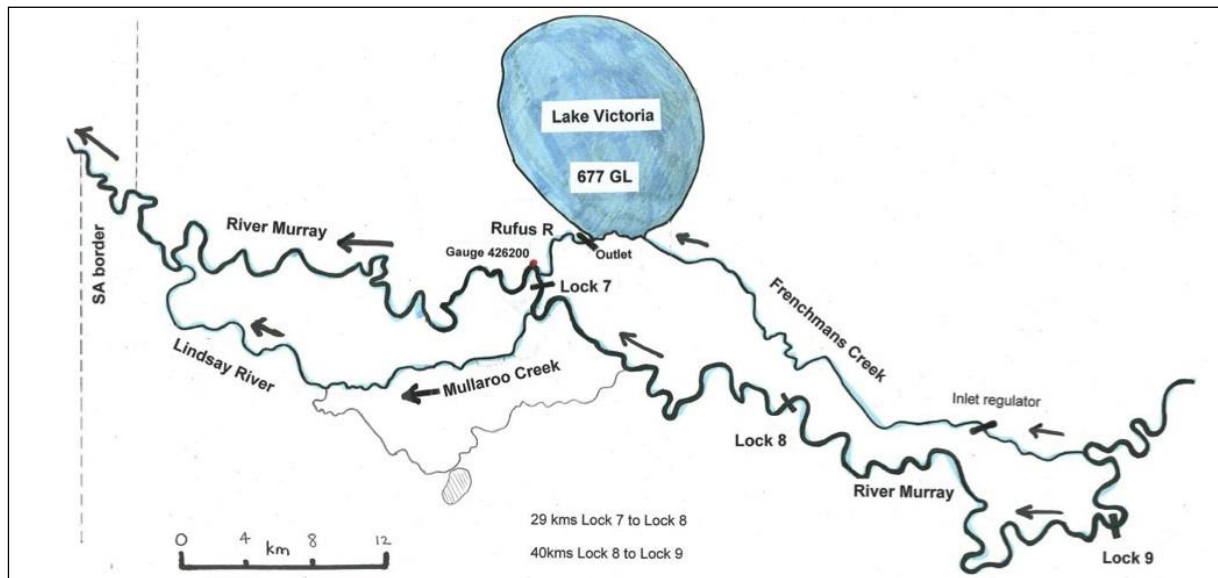 Lake Victoria
677 GL
River Murray
Rufus R
Gauge 426200
Outlet
Lock 7
SA border
Lindsay River
Mullaroo Creek
Frenchmans Creek
Inlet regulator
Lock 8
River Murray
Lock 9
29 kms Lock 7 to Lock 8
40kms Lock 8 to Lock 9
0 4 8 12
km